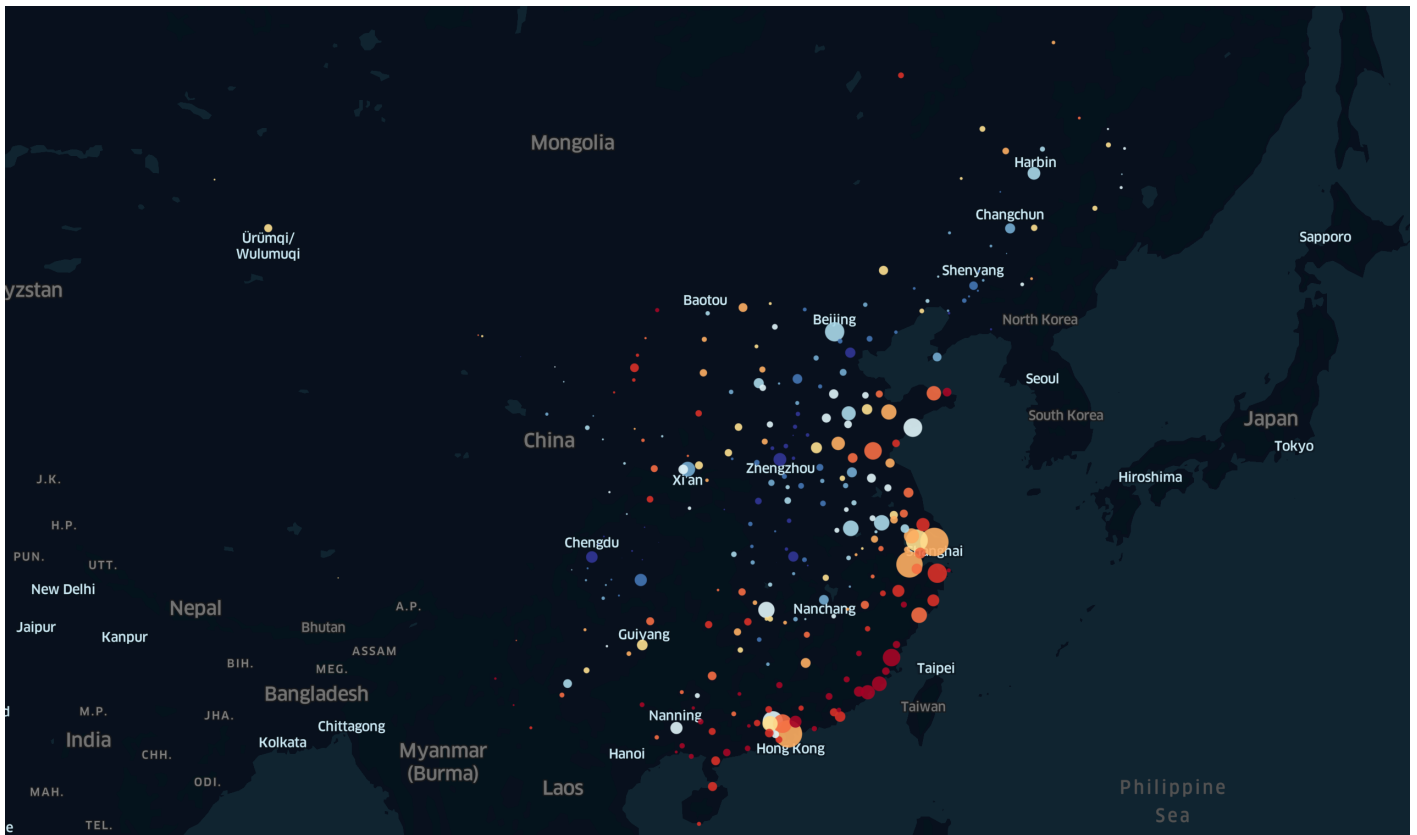 Mongolia
Harbin
Changchun
Ürümqi/
Wulumuqi
Sapporo
Shenyang
yzstan
Baotou
Beijing
North Korea
Seoul
South Korea
Japan
China
Tokyo
Zhengzhou
Xi'an
Hiroshima
J.K.
H.P.
Chengdu
Shanghai
PUN.
UTT.
New Delhi
Nepal
A.P.
Nanchang
Jaipur
Kanpur
Bhutan
Guiyang
ASSAM
BIH.
MEG.
Taipei
Bangladesh
Taiwan
d
M.P.
JHA.
Nanning
Chittagong
India
Kolkata
CHH.
Myanmar
(Burma)
Hanoi
Hong Kong
ODI.
Laos
Philippine
Sea
MAH.
TEL.
e